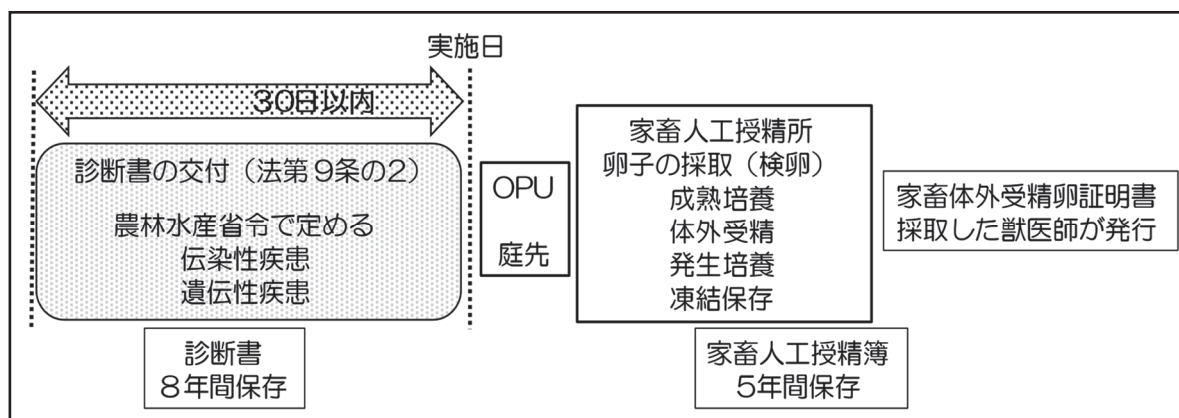 実施日
30日以内
診断書の交付（法第9条の2）
農林水産省令で定める
伝染性疾患
遺伝性疾患
診断書
8年間保存
OPU
庭先
家畜人工授精所
卵子の採取（検卵）
成熟培養
体外受精
発生培養
凍結保存
家畜人工授精簿
5年間保存
家畜体外受精卵証明書
採取した獣医師が発行